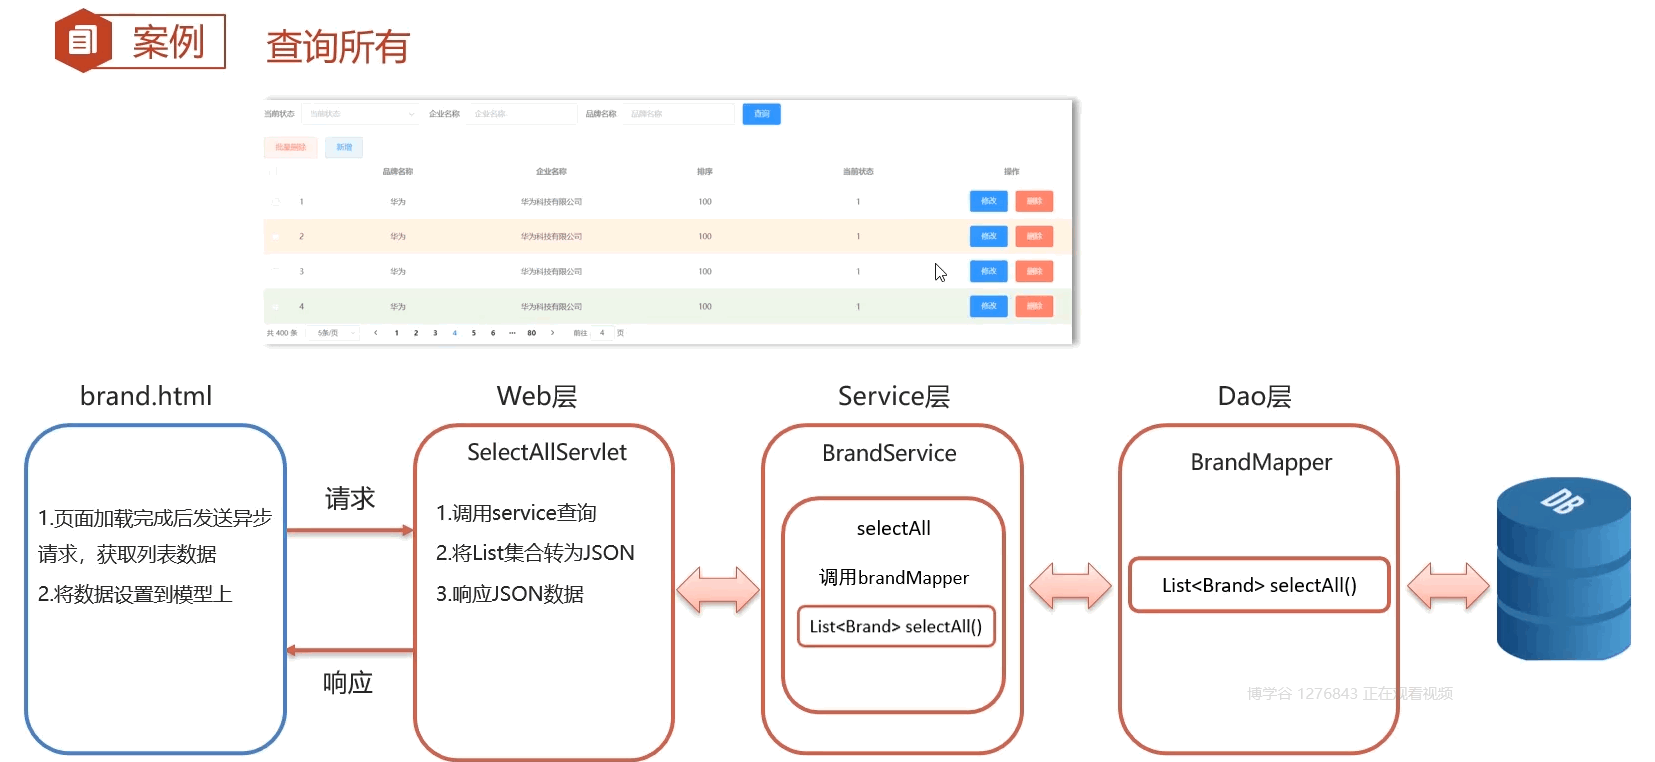 案例
查询所有
当前状态 当前状态 企业名称 企业名称 品牌名称 品牌名称 查询
批量删除 新增
品牌名称 企业名称 排序 当前状态 操作
1 华为 华为科技有限公司 100 1 修改 删除
2 华为 华为科技有限公司 100 1 修改 删除
3 华为 华为科技有限公司 100 1 修改 删除
4 华为 华为科技有限公司 100 1 修改 删除
共 400 条 5条/页 < 1 2 3 4 5 6 ··· 80 > 前往 4 页
brand.html
1.页面加载完成后发送异步
请求，获取列表数据
2.将数据设置到模型上
请求
响应
Web层
SelectAllServlet
1.调用service查询
2.将List集合转为JSON
3.响应JSON数据
Service层
BrandService
selectAll
调用brandMapper
List<Brand> selectAll()
Dao层
BrandMapper
List<Brand> selectAll()
DB
博学谷 1276843 正在观看视频